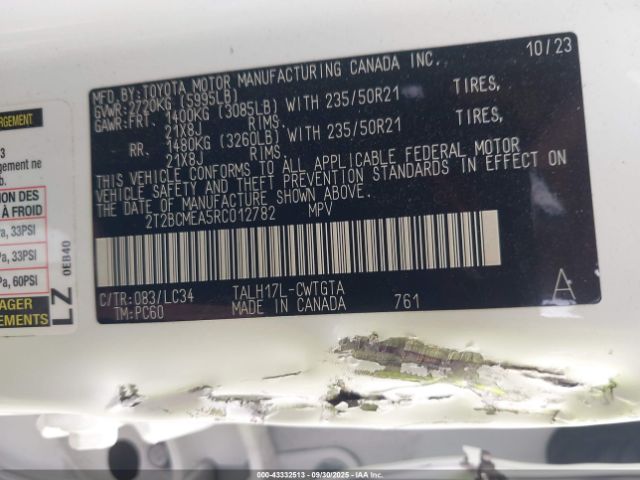 MFD.BY:TOYOTA MOTOR MANUFACTURING CANADA INC. 10/23
GVWR:2720KG (5995LB)
GAWR:FRT. 1400KG (3085LB) WITH 235/50R21 TIRES,
21X8J RIMS.
RR. 1480KG (3260LB) WITH 235/50R21 TIRES,
21X8J RIMS.
THIS VEHICLE CONFORMS TO ALL APPLICABLE FEDERAL MOTOR
VEHICLE SAFETY AND THEFT PREVENTION STANDARDS IN EFFECT ON
THE DATE OF MANUFACTURE SHOWN ABOVE.
2T2BCMEA5RC012782 MPV
C/TR:083/LC34 TALH17L-CWTGTA A
TM:PC60 MADE IN CANADA 761
ARGEMENT
3
argement ne
b.
ION DES
À FROID
a, 33PSI
a, 33PSI
a, 60PSI
AGER
EMENTS
LZ 0EB40
000-43332513 - 09/30/2025 - IAA Inc.